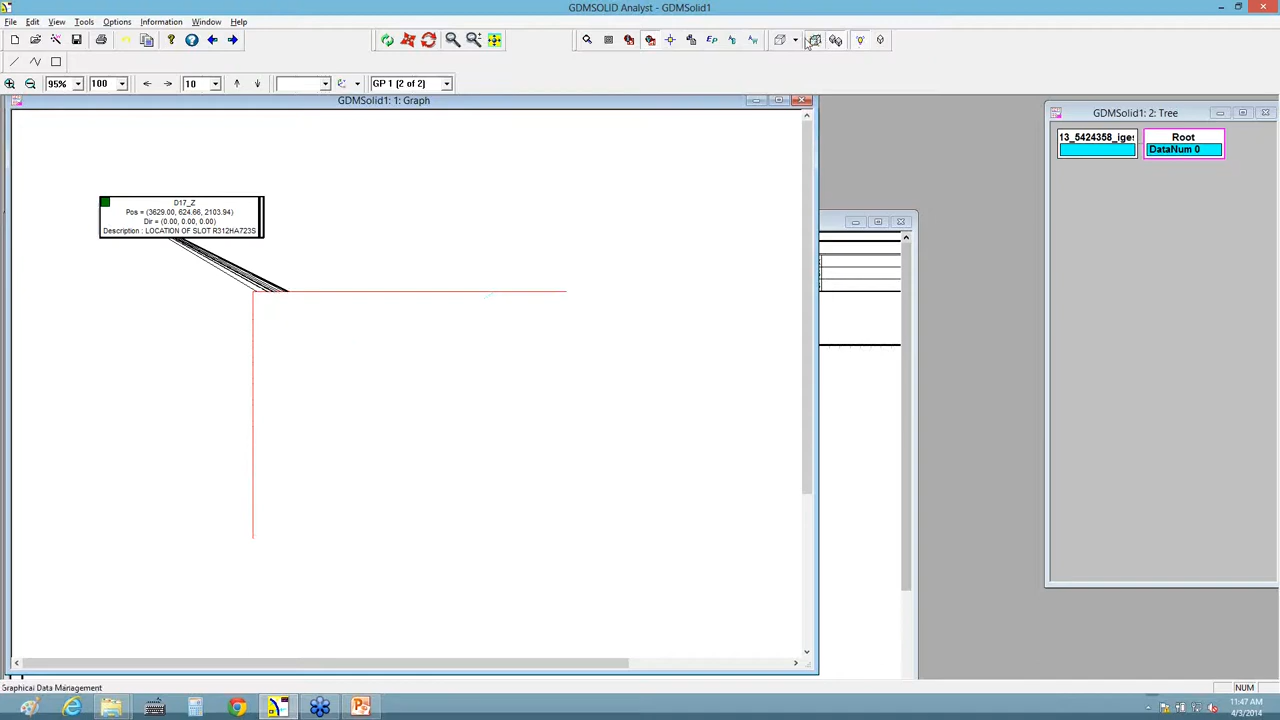 GDMSOLID Analyst - GDMSolid1
File Edit View Tools Options Information Window Help
95% 100 10 GP 1 (2 of 2)
GDMSolid1: 1: Graph
GDMSolid1: 2: Tree
13_5424358_iges
Root
DataNum 0
D17_Z
Pos = (3629.00, 624.66, 2103.94)
Dir = (0.00, 0.00, 0.00)
Description : LOCATION OF SLOT R312HA723S
Graphical Data Management
NUM
11:47 AM
4/3/2014